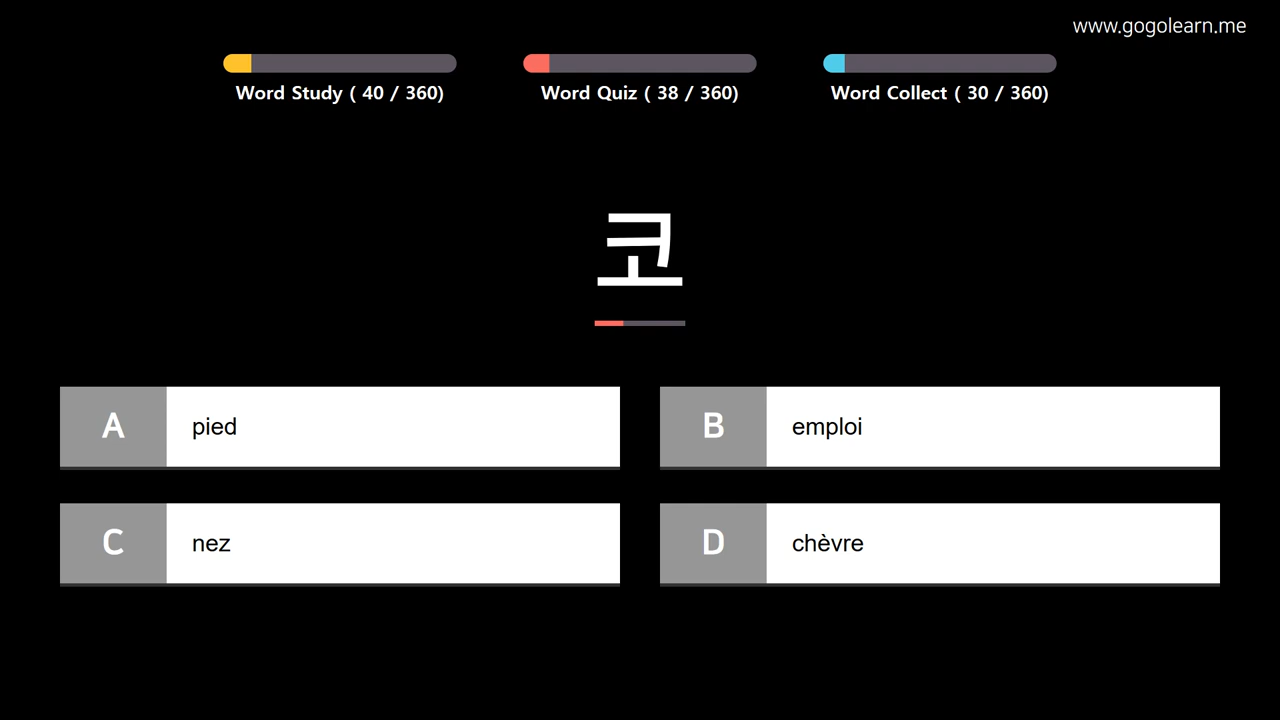 www.gogolearn.me
Word Study ( 40 / 360)
Word Quiz ( 38 / 360)
Word Collect ( 30 / 360)
코
A pied
B emploi
C nez
D chèvre